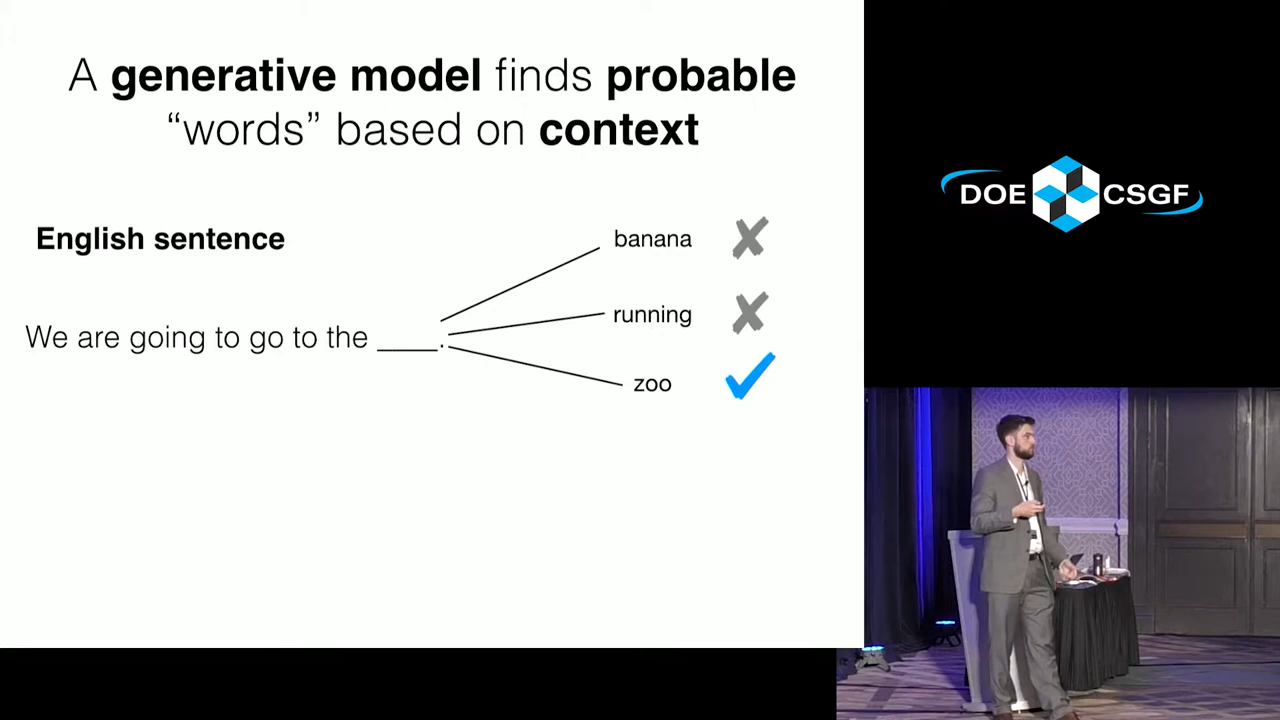 A generative model finds probable
“words” based on context
English sentence
We are going to go to the ____.
banana
running
zoo
DOE CSGF